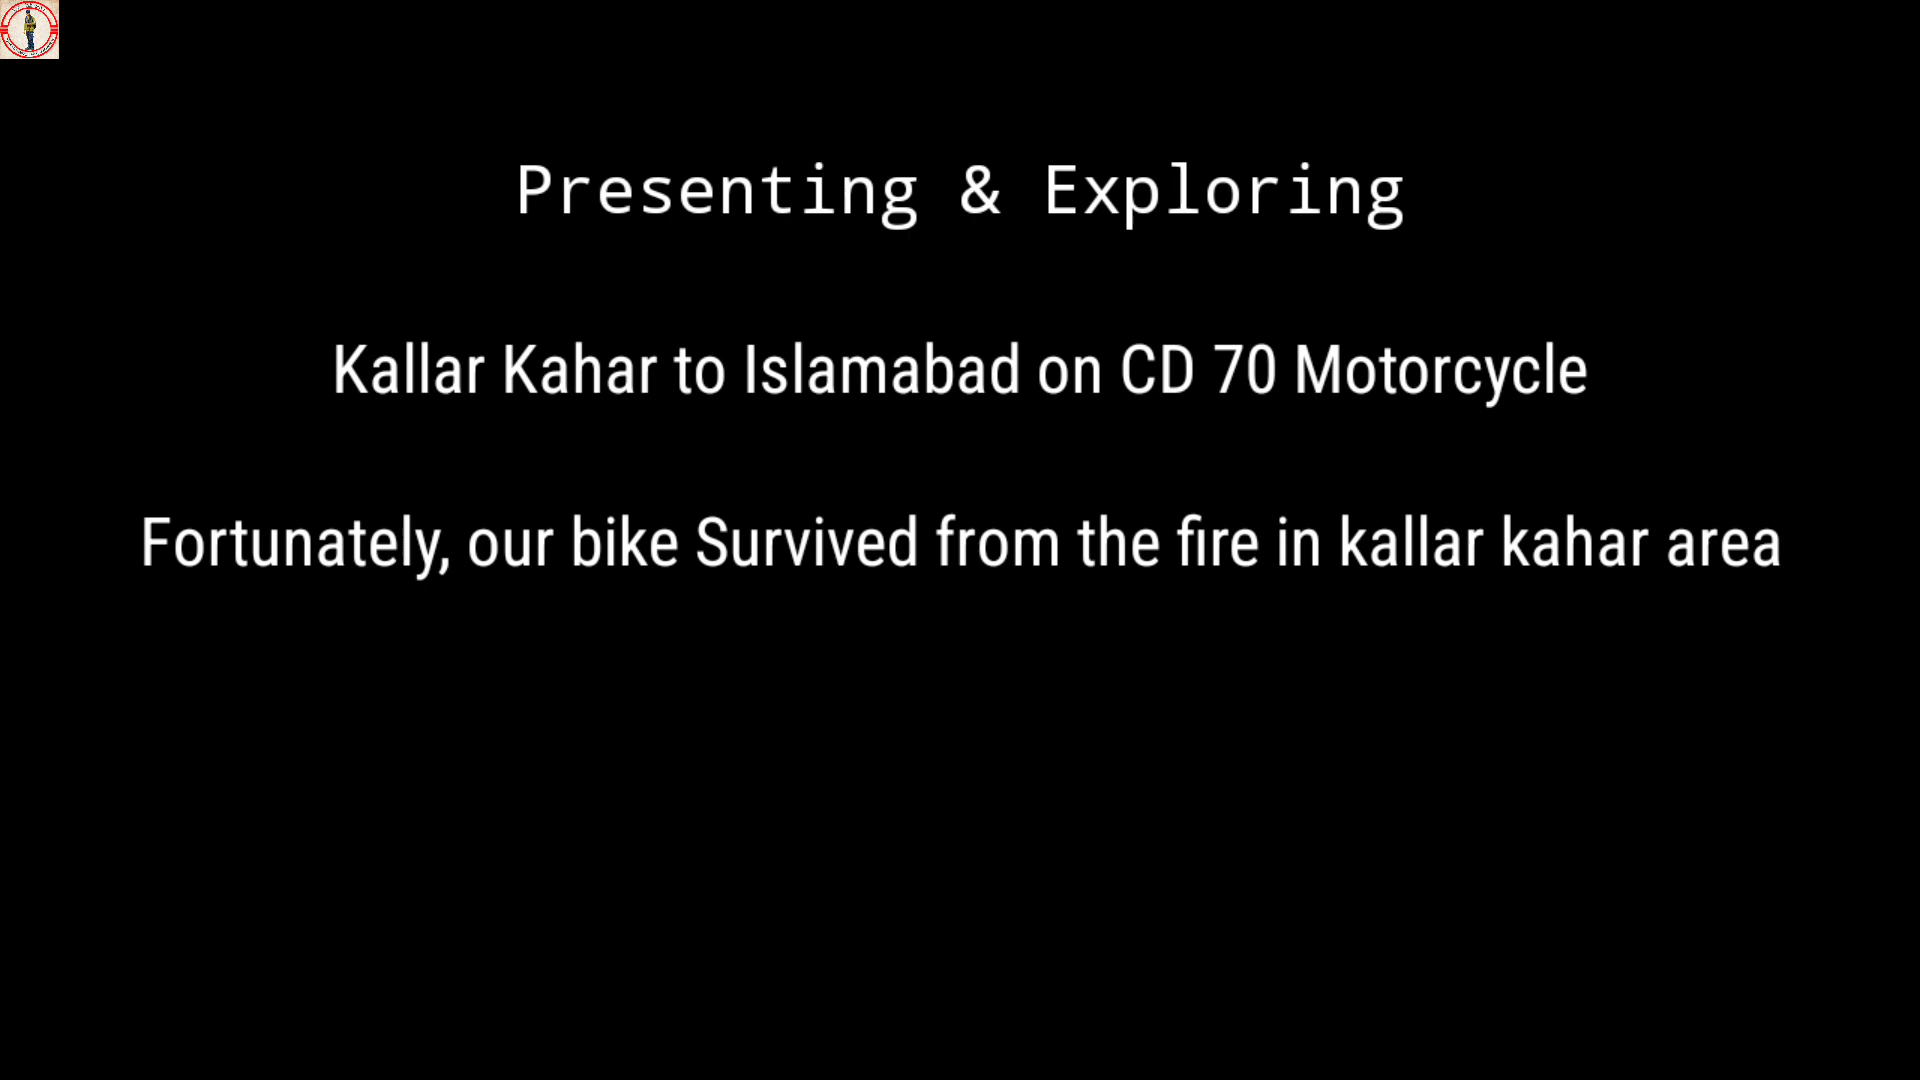 Presenting & Exploring
Kallar Kahar to Islamabad on CD 70 Motorcycle
Fortunately, our bike Survived from the fire in kallar kahar area